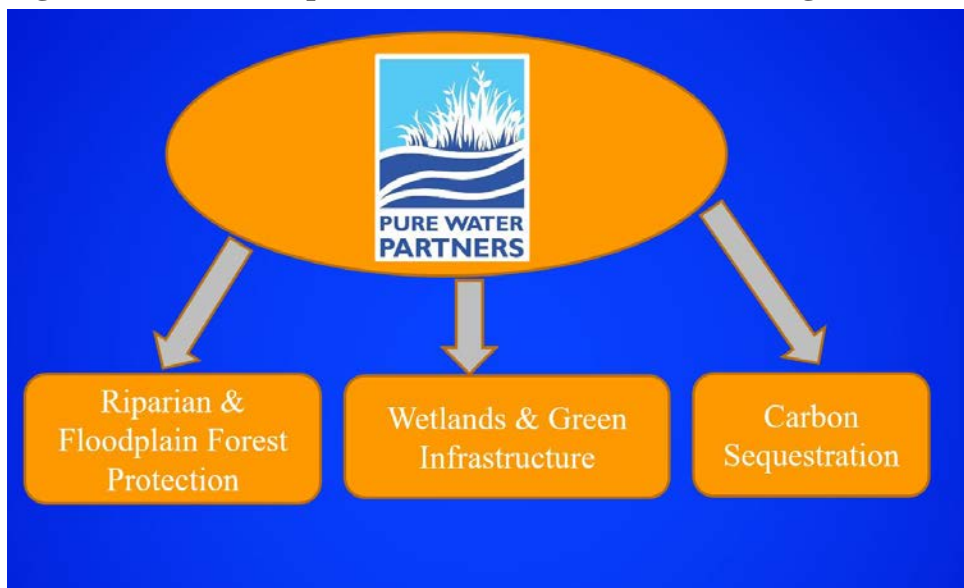 PURE WATER
PARTNERS
Riparian &
Floodplain Forest
Protection
Wetlands & Green
Infrastructure
Carbon
Sequestration